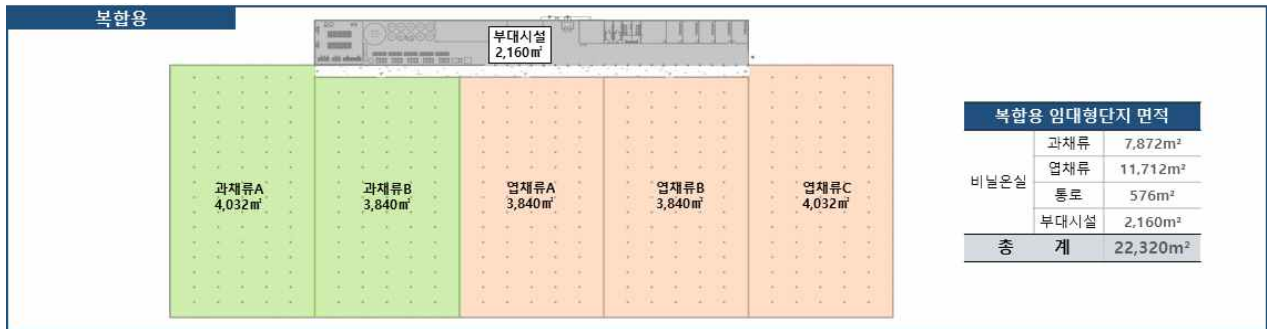 복합용
부대시설
2,160㎡
과채류A
4,032㎡
과채류B
3,840㎡
엽채류A
3,840㎡
엽채류B
3,840㎡
엽채류C
4,032㎡
복합용 임대형단지 면적
비닐온실
과채류 7,872m²
엽채류 11,712m²
통로 576m²
부대시설 2,160m²
총 계 22,320m²